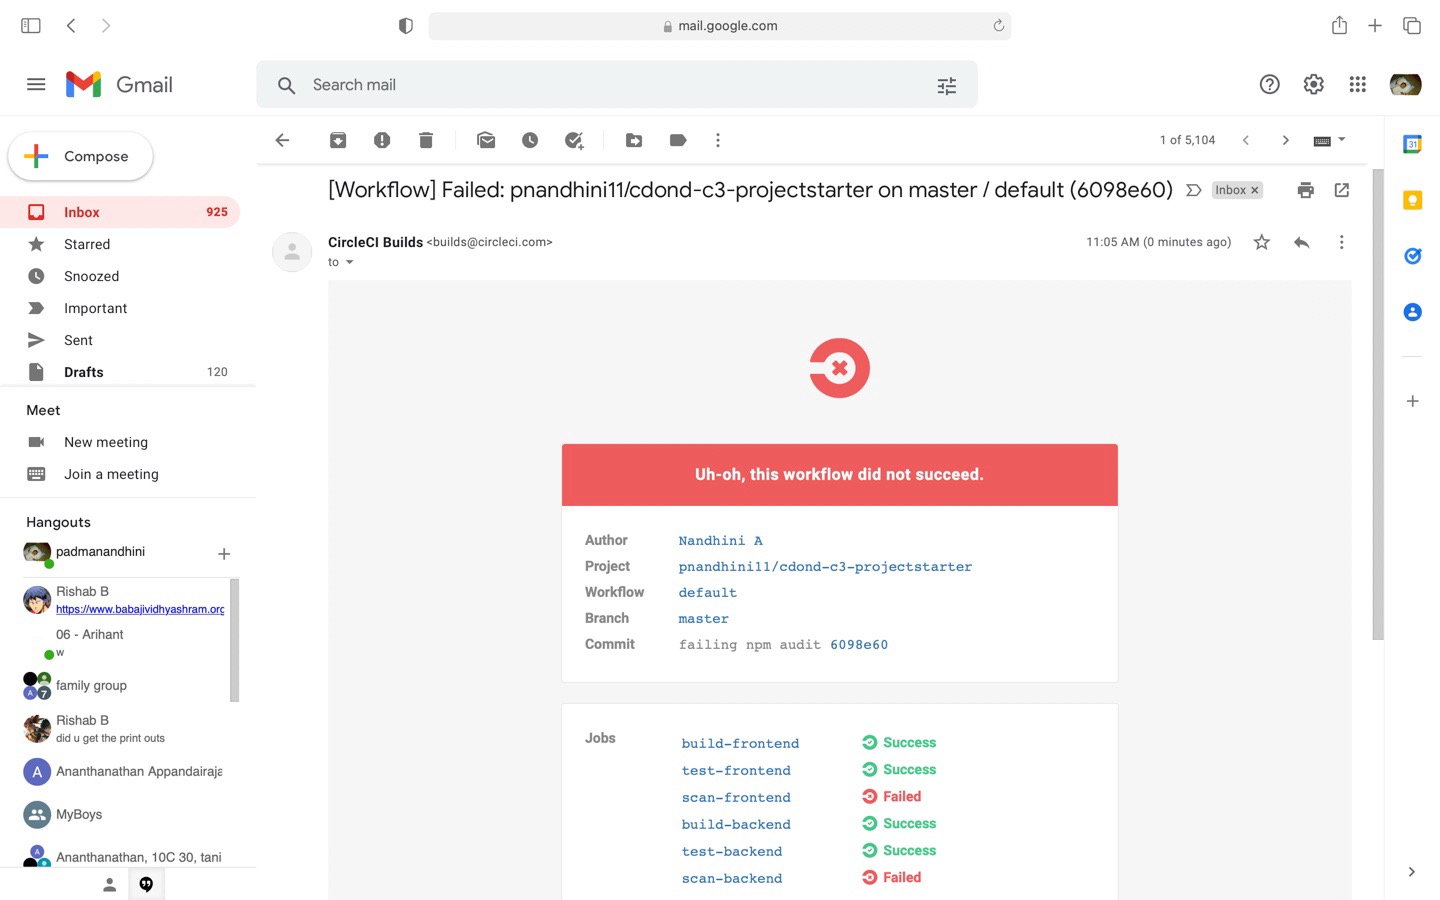 mail.google.com
Gmail
Search mail
Compose
1 of 5,104
31
[Workflow] Failed: pnandhini11/cdond-c3-projectstarter on master / default (6098e60)
Inbox ×
Inbox 925
Starred
Snoozed
Important
Sent
Drafts 120
CircleCI Builds <builds@circleci.com>
11:05 AM (0 minutes ago)
to
Meet
New meeting
Join a meeting
Hangouts
padmanandhini
Rishab B
https://www.babajividhyashram.org
06 - Arihant
w
A 7
family group
Rishab B
did u get the print outs
A
Ananthanathan Appandairaja
MyBoys
A
Ananthanathan, 10C 30, tani
Uh-oh, this workflow did not succeed.
Author Nandhini A
Project pnandhini11/cdond-c3-projectstarter
Workflow default
Branch master
Commit failing npm audit 6098e60
Jobs
build-frontend Success
test-frontend Success
scan-frontend Failed
build-backend Success
test-backend Success
scan-backend Failed